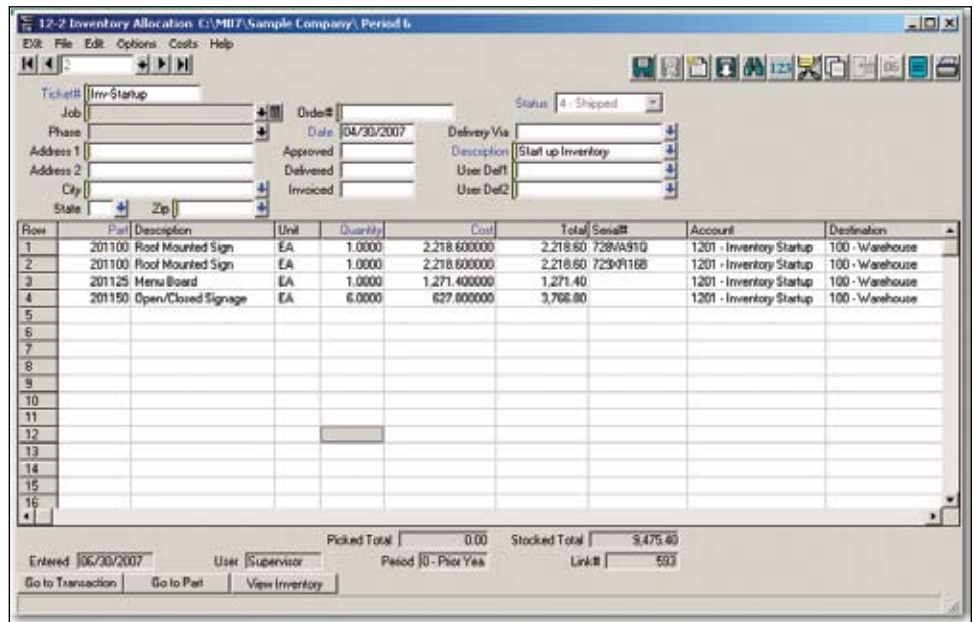 12-2 Inventory Allocation C:\MB7\Sample Company\ Period 6
EXit File Edit Options Costs Help
2
123 06
Ticket# Inv-Startup Status 4 - Shipped
Job Order#
Phase Date 04/30/2007 Delivery Via
Address 1 Approved Description Start up Inventory
Address 2 Delivered User Def1
City Invoiced User Def2
State Zip
Row Part Description Unit Quantity Cost Total Serial# Account Destination
1 201100 Roof Mounted Sign EA 1.0000 2,218.600000 2,218.60 728VA91Q 1201 - Inventory Startup 100 - Warehouse
2 201100 Roof Mounted Sign EA 1.0000 2,218.600000 2,218.60 1201 - Inventory Startup 100 - Warehouse
3 201125 Menu Board EA 1.0000 1,271.400000 1,271.40 1201 - Inventory Startup 100 - Warehouse
4 201150 Open/Closed Signage EA 6.0000 627.800000 3,766.80 1201 - Inventory Startup 100 - Warehouse
5
6
7
8
9
10
11
12
13
14
15
16
Picked Total 0.00 Stocked Total 9,475.40
Entered 06/30/2007 User Supervisor Period 0 - Prior Yea Link# 593
Go to Transaction Go to Part View Inventory